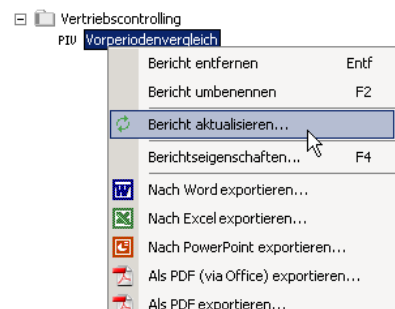 Vertriebscontrolling
PIV Vorperiodenvergleich
Bericht entfernen Entf
Bericht umbenennen F2
Bericht aktualisieren...
Berichtseigenschaften... F4
Nach Word exportieren...
Nach Excel exportieren...
Nach PowerPoint exportieren...
Als PDF (via Office) exportieren...
Als PDF exportieren...